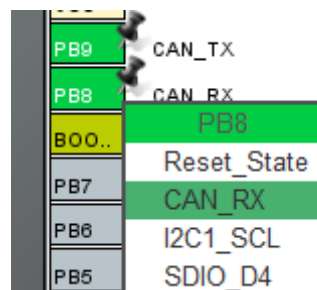 PB9 CAN_TX
PB8 CAN_RX
BOO.. PB8
Reset_State
PB7 CAN_RX
PB6 I2C1_SCL
PB5 SDIO_D4